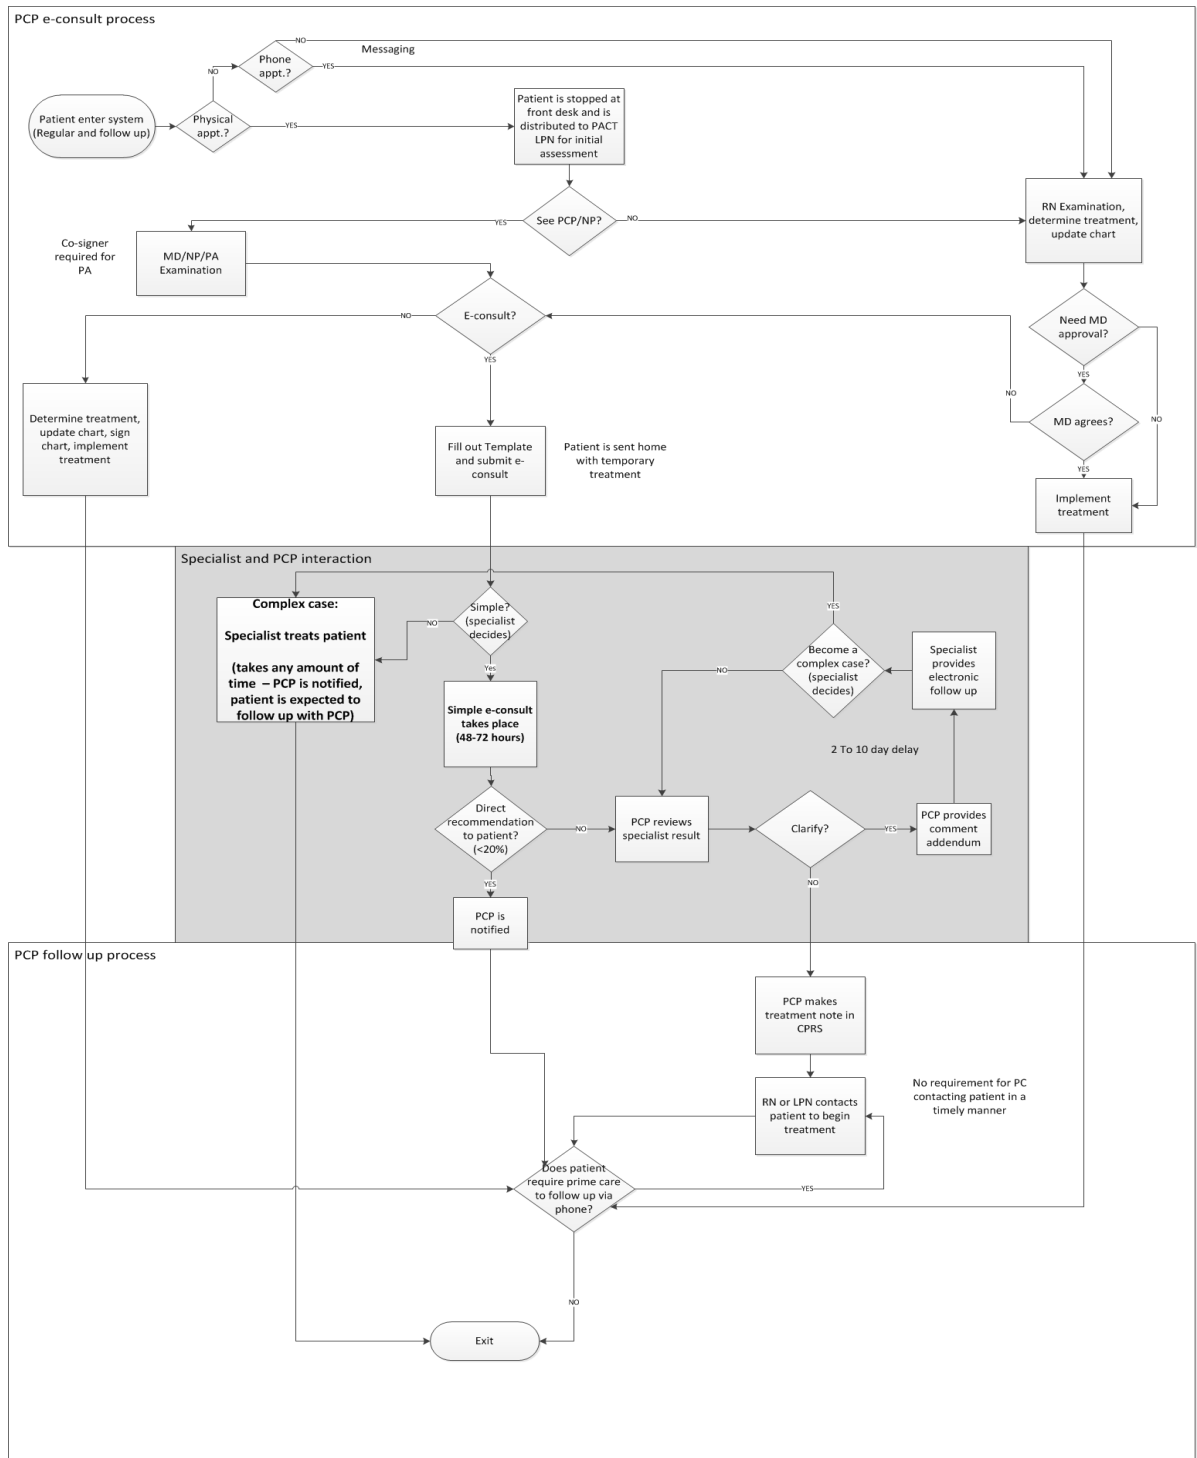 PCP e-consult process
NO
Messaging
Phone
appt.?
YES
NO
Patient enter system
(Regular and follow up)
Physical
appt.?
YES
Patient is stopped at
front desk and is
distributed to PACT
LPN for initial
assessment
See PCP/NP?
YES
NO
RN Examination,
determine treatment,
update chart
Co-signer
required for
PA
MD/NP/PA
Examination
E-consult?
NO
YES
Need MD
approval?
YES
NO
MD agrees?
NO
YES
Determine treatment,
update chart, sign
chart, implement
treatment
Fill out Template
and submit e-
consult
Patient is sent home
with temporary
treatment
Implement
treatment
Specialist and PCP interaction
Complex case:
Specialist treats patient
(takes any amount of
time – PCP is notified,
patient is expected to
follow up with PCP)
Simple?
(specialist
decides)
NO
Yes
YES
Become a
complex case?
(specialist
decides)
NO
Specialist
provides
electronic
follow up
Simple e-consult
takes place
(48-72 hours)
2 To 10 day delay
Direct
recommendation
to patient?
(<20%)
NO
YES
PCP reviews
specialist result
Clarify?
YES
NO
PCP provides
comment
addendum
PCP is
notified
PCP follow up process
PCP makes
treatment note in
CPRS
RN or LPN contacts
patient to begin
treatment
No requirement for PC
contacting patient in a
timely manner
Does patient
require prime care
to follow up via
phone?
YES
NO
Exit